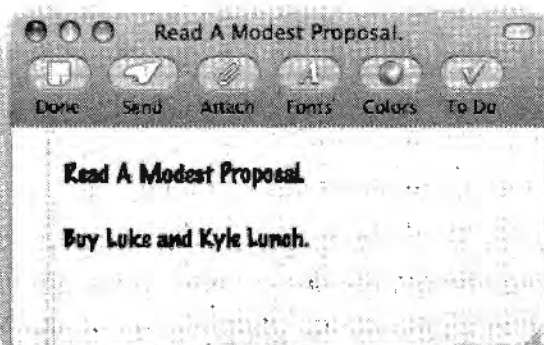 Read A Modest Proposal.
Done Send Attach Fonts Colors To Do
Read A Modest Proposal.
Buy Luke and Kyle Lunch.